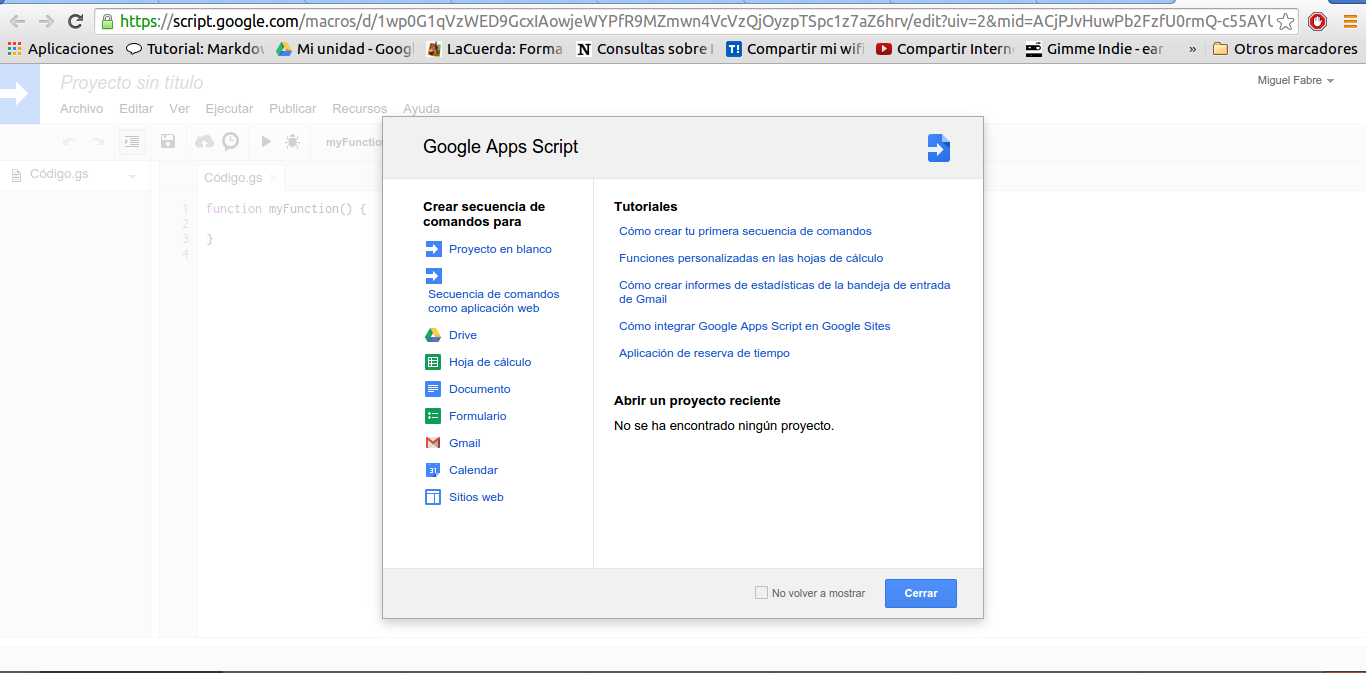 https://script.google.com/macros/d/1wp0G1qVzWED9GcxIAowjeWYPfR9MZmwn4VcVzQjOyzpTSpc1z7aZ6hrv/edit?uiv=2&mid=ACjPJvHuwPb2FzfU0rmQ-c55AYU
Aplicaciones Tutorial: Markdov Mi unidad - Goog LaCuerda: Forma N Consultas sobre T! Compartir mi wifi Compartir Intern Gimme Indie - ear » Otros marcadores
Proyecto sin título
Miguel Fabre
Archivo Editar Ver Ejecutar Publicar Recursos Ayuda
myFunctio
Código.gs
Código.gs ×
1 function myFunction() {
2
3 }
4
Google Apps Script
Crear secuencia de
comandos para
Proyecto en blanco
Secuencia de comandos
como aplicación web
Drive
Hoja de cálculo
Documento
Formulario
Gmail
31 Calendar
Sitios web
Tutoriales
Cómo crear tu primera secuencia de comandos
Funciones personalizadas en las hojas de cálculo
Cómo crear informes de estadísticas de la bandeja de entrada
de Gmail
Cómo integrar Google Apps Script en Google Sites
Aplicación de reserva de tiempo
Abrir un proyecto reciente
No se ha encontrado ningún proyecto.
No volver a mostrar
Cerrar